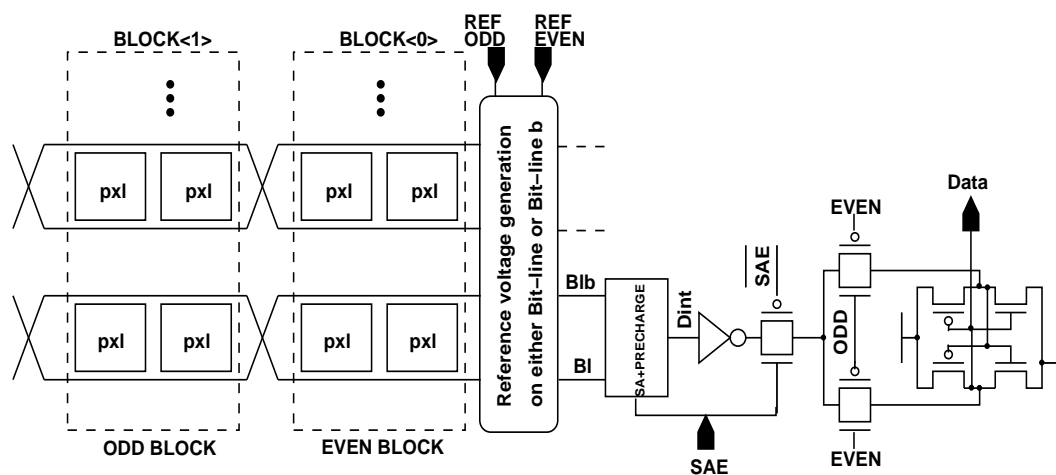 REF
ODD
REF
EVEN
BLOCK<1>
BLOCK<0>
pxl
pxl
pxl
pxl
Reference voltage generation
on either Bit–line or Bit–line b
Data
EVEN
SAE
Blb
Dint
SA+PRECHARGE
ODD
pxl
pxl
pxl
pxl
Bl
ODD BLOCK
EVEN BLOCK
SAE
EVEN